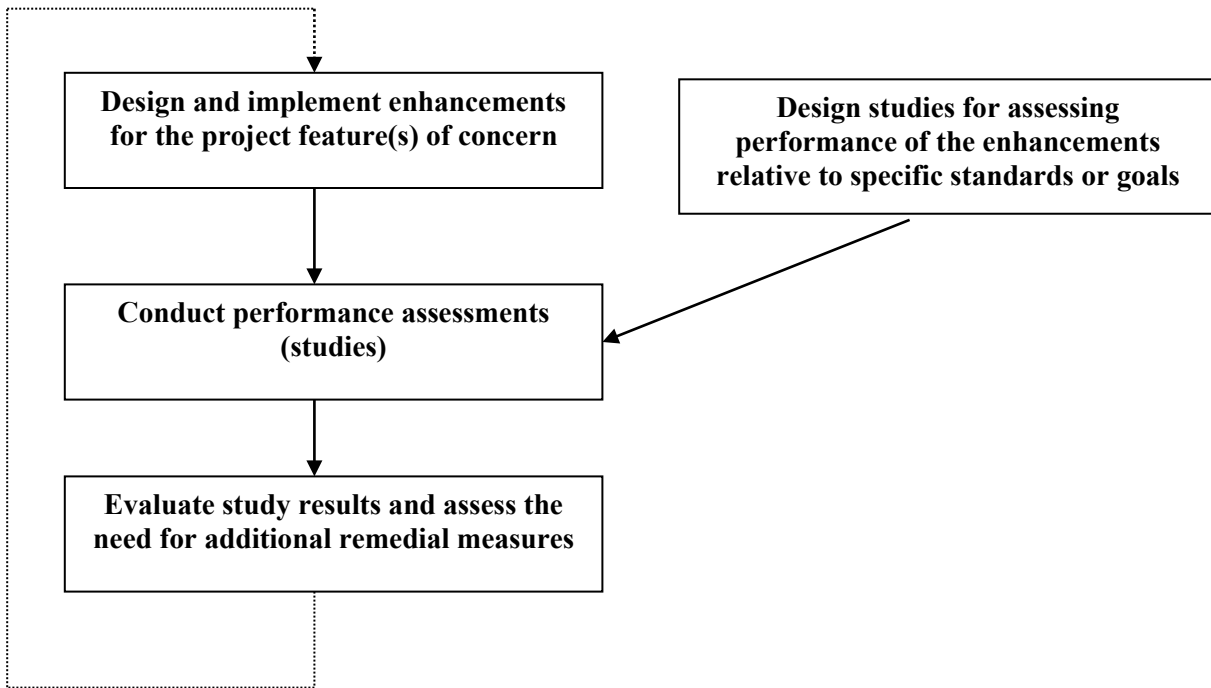 Design and implement enhancements
for the project feature(s) of concern
Design studies for assessing
performance of the enhancements
relative to specific standards or goals
Conduct performance assessments
(studies)
Evaluate study results and assess the
need for additional remedial measures